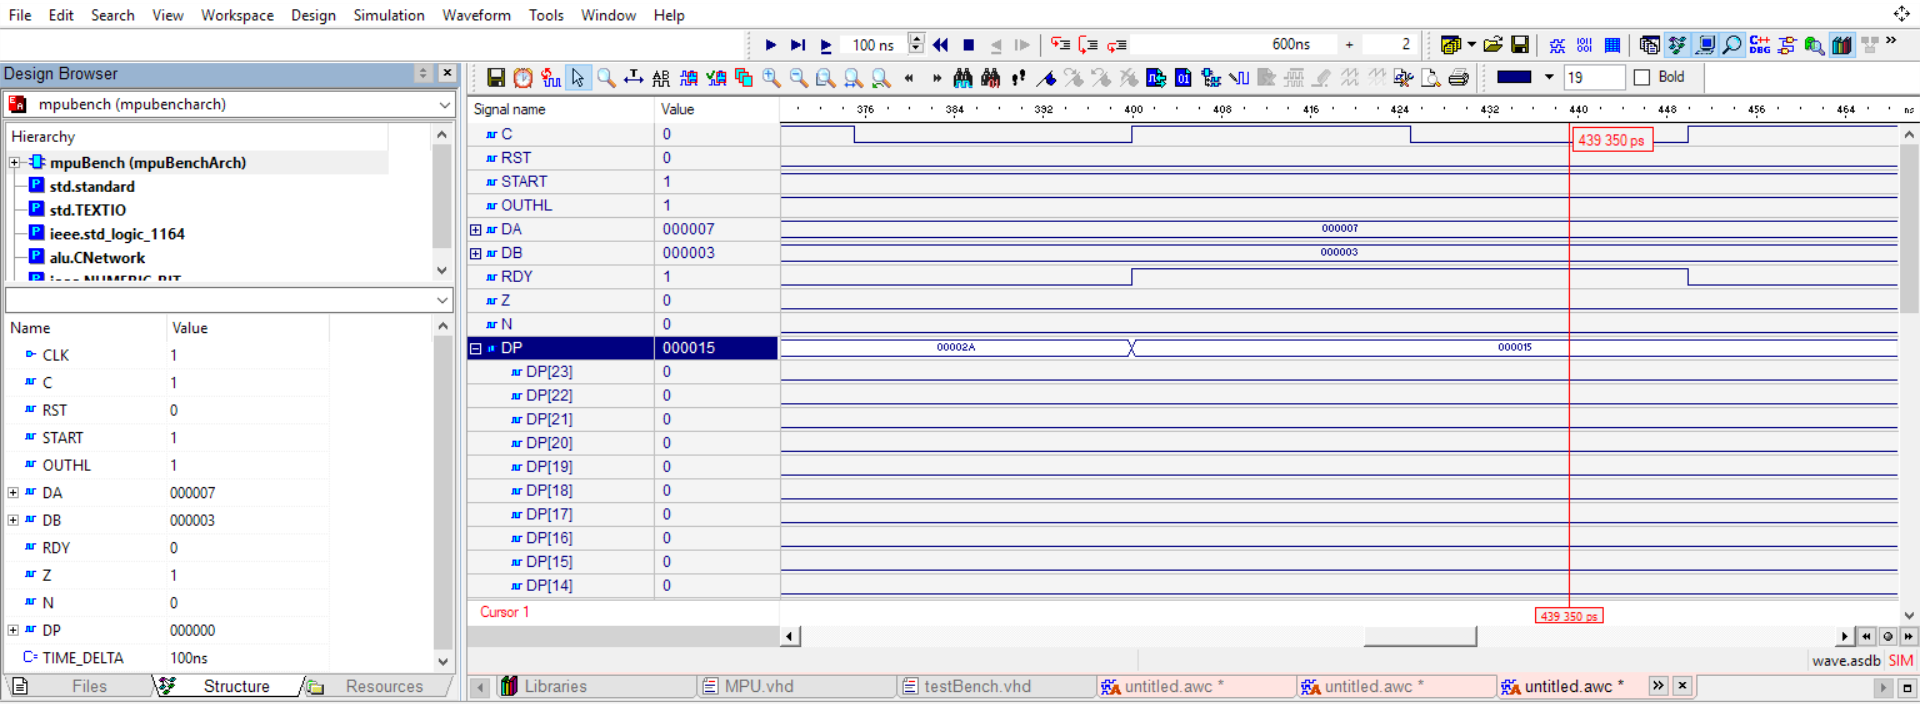 File Edit Search View Workspace Design Simulation Waveform Tools Window Help
100 ns 600ns + 2
Design Browser
mpubench (mpubencharch)
Hierarchy
mpuBench (mpuBenchArch)
std.standard
std.TEXTIO
ieee.std_logic_1164
alu.CNetwork
Name Value
CLK 1
C 1
RST 0
START 1
OUTHL 1
DA 000007
DB 000003
RDY 0
Z 1
N 0
DP 000000
TIME_DELTA 100ns
Files Structure Resources
19 Bold
Signal name Value 376 384 392 400 408 416 424 432 440 448 456 464 ns
C 0 439 350 ps
RST 0
START 1
OUTHL 1
DA 000007 000007
DB 000003 000003
RDY 1
Z 0
N 0
DP 000015 00002A 000015
DP[23] 0
DP[22] 0
DP[21] 0
DP[20] 0
DP[19] 0
DP[18] 0
DP[17] 0
DP[16] 0
DP[15] 0
DP[14] 0
Cursor 1 439 350 ps
wave.asdb SIM
Libraries MPU.vhd testBench.vhd untitled.awc * untitled.awc * untitled.awc *